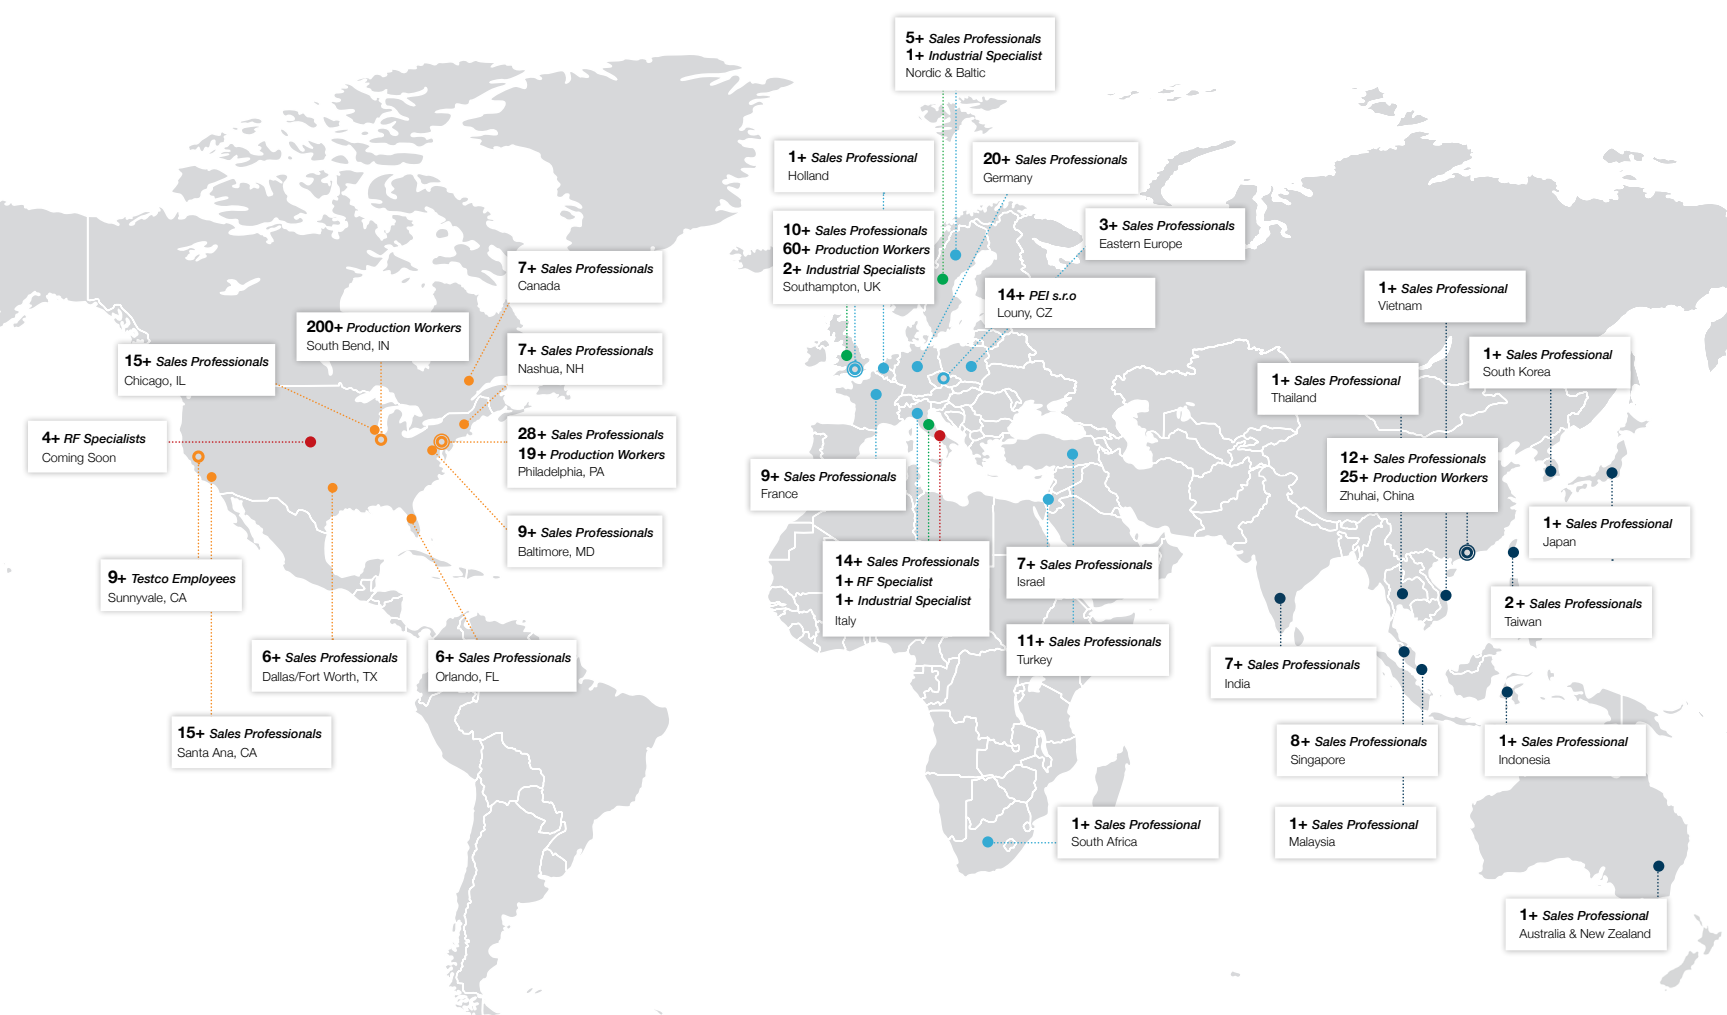 5+ Sales Professionals
1+ Industrial Specialist
Nordic & Baltic
1+ Sales Professional
Holland
20+ Sales Professionals
Germany
10+ Sales Professionals
60+ Production Workers
2+ Industrial Specialists
Southampton, UK
3+ Sales Professionals
Eastern Europe
14+ PEI s.r.o
Louny, CZ
7+ Sales Professionals
Canada
200+ Production Workers
South Bend, IN
15+ Sales Professionals
Chicago, IL
7+ Sales Professionals
Nashua, NH
4+ RF Specialists
Coming Soon
28+ Sales Professionals
19+ Production Workers
Philadelphia, PA
9+ Sales Professionals
Baltimore, MD
9+ Testco Employees
Sunnyvale, CA
6+ Sales Professionals
Dallas/Fort Worth, TX
6+ Sales Professionals
Orlando, FL
15+ Sales Professionals
Santa Ana, CA
9+ Sales Professionals
France
14+ Sales Professionals
1+ RF Specialist
1+ Industrial Specialist
Italy
7+ Sales Professionals
Israel
11+ Sales Professionals
Turkey
1+ Sales Professional
South Africa
1+ Sales Professional
Vietnam
1+ Sales Professional
South Korea
1+ Sales Professional
Thailand
12+ Sales Professionals
25+ Production Workers
Zhuhai, China
1+ Sales Professional
Japan
2+ Sales Professionals
Taiwan
7+ Sales Professionals
India
8+ Sales Professionals
Singapore
1+ Sales Professional
Indonesia
1+ Sales Professional
Malaysia
1+ Sales Professional
Australia & New Zealand